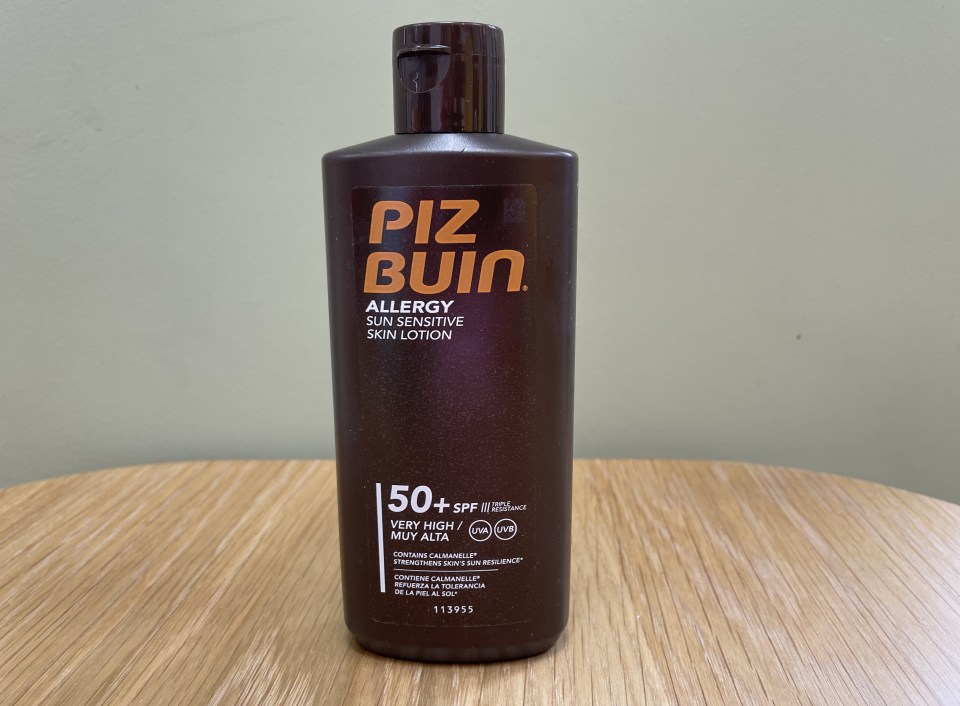 PIZ
BUIN®
ALLERGY
SUN SENSITIVE
SKIN LOTION
50+ SPF TRIPLE RESISTANCE
VERY HIGH /
MUY ALTA
UVA UVB
CONTAINS CALMANELLE®
STRENGTHENS SKIN'S SUN RESILIENCE*
CONTIENE CALMANELLE®
REFUERZA LA TOLERANCIA
DE LA PIEL AL SOL*
113955